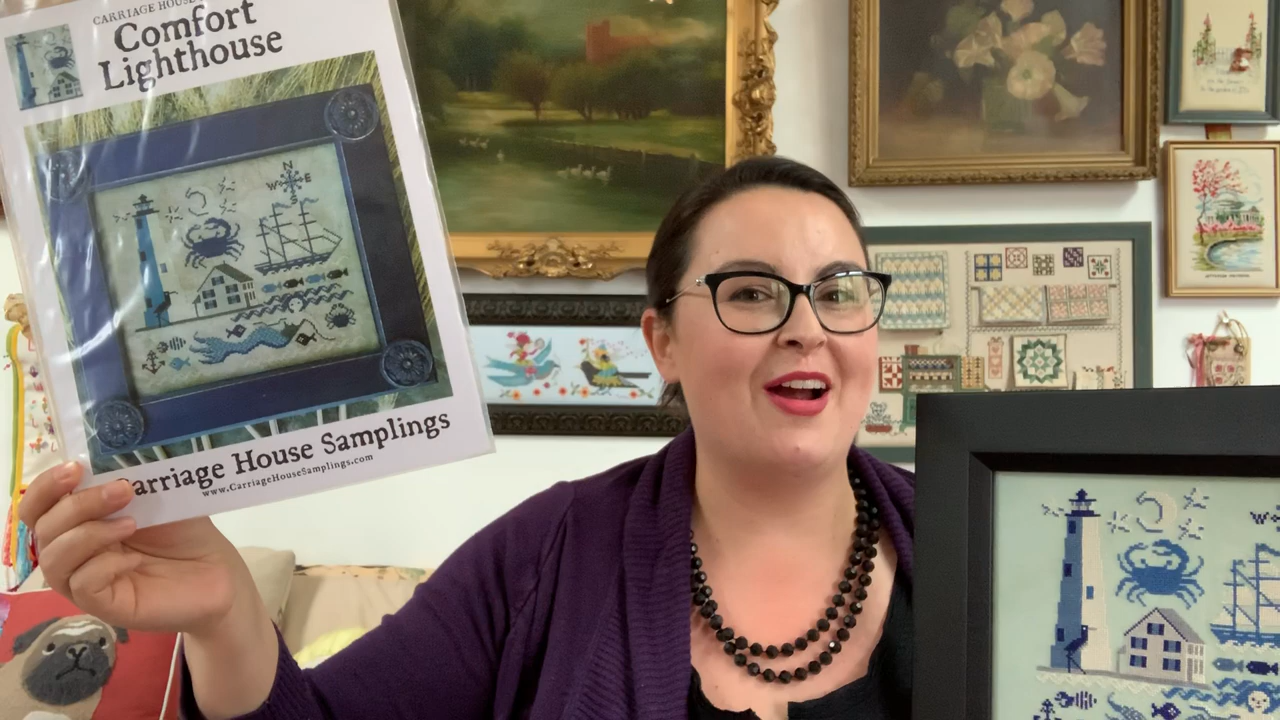 CARRIAGE HOUSE
Comfort
Lighthouse
N
W E
S
Carriage House Samplings
www.CarriageHouseSamplings.com
W